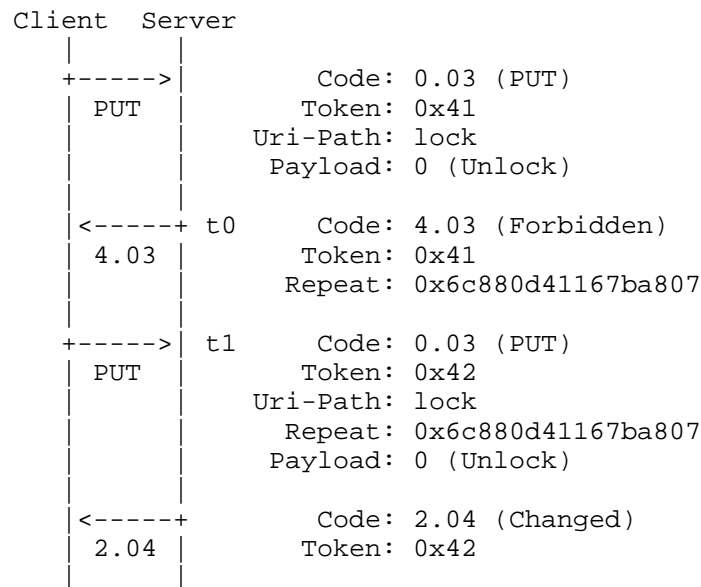 Client  Server
   |      |
   +----->|        Code: 0.03 (PUT)
   | PUT  |       Token: 0x41
   |      |    Uri-Path: lock
   |      |     Payload: 0 (Unlock)
   |      |
   |<-----+ t0     Code: 4.03 (Forbidden)
   | 4.03 |       Token: 0x41
   |      |      Repeat: 0x6c880d41167ba807
   |      |
   +----->| t1     Code: 0.03 (PUT)
   | PUT  |       Token: 0x42
   |      |    Uri-Path: lock
   |      |      Repeat: 0x6c880d41167ba807
   |      |     Payload: 0 (Unlock)
   |      |
   |<-----+        Code: 2.04 (Changed)
   | 2.04 |       Token: 0x42
   |      |